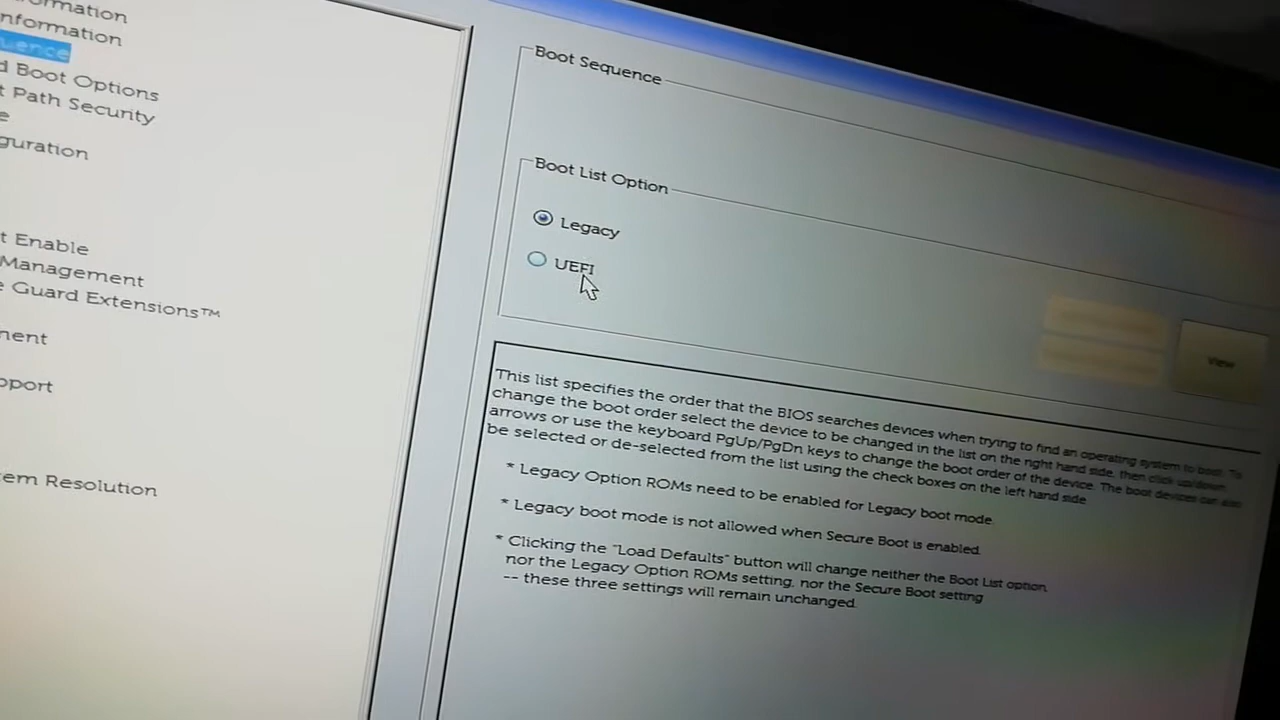 nformation
uence
d Boot Options
t Path Security
e
guration
t Enable
Management
e Guard Extensions™
nent
pport
tem Resolution
Boot Sequence
Boot List Option
Legacy
UEFI
View
This list specifies the order that the BIOS searches devices when trying to find an operating system to boot. To
change the boot order select the device to be changed in the list on the right hand side, then click up/down
arrows or use the keyboard PgUp/PgDn keys to change the boot order of the device. The boot devices can also
be selected or de-selected from the list using the check boxes on the left hand side.
* Legacy Option ROMs need to be enabled for Legacy boot mode.
* Legacy boot mode is not allowed when Secure Boot is enabled.
* Clicking the "Load Defaults" button will change neither the Boot List option,
nor the Legacy Option ROMs setting, nor the Secure Boot setting
-- these three settings will remain unchanged.